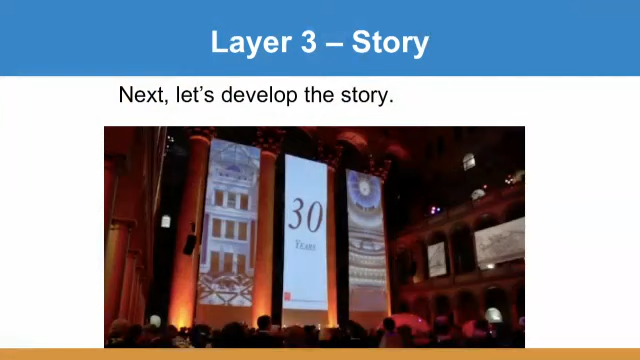 Layer 3 – Story
Next, let's develop the story.
30
YEARS